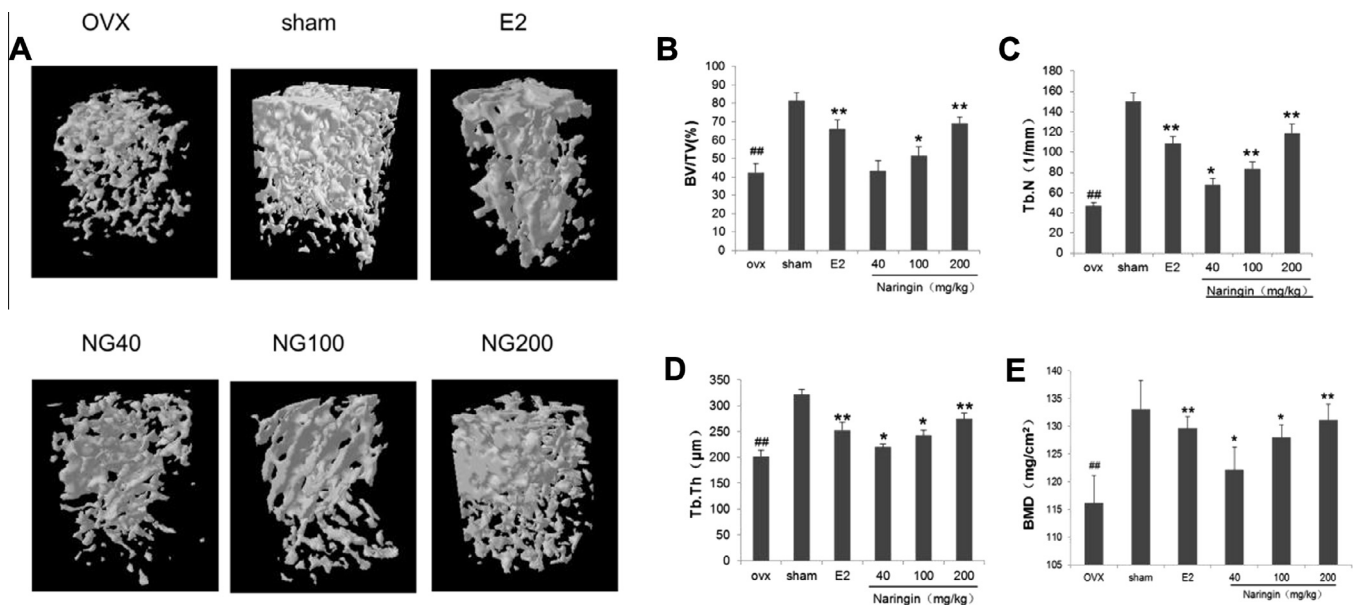 A
OVX sham E2
NG40 NG100 NG200
B
BV/TV(%)
100
90
80
70
60
50
40
30
20
10
0
## ** * **
ovx sham E2 40 100 200
Naringin（mg/kg）
C
Tb.N（1/mm）
180
160
140
120
100
80
60
40
20
0
## ** * ** **
ovx sham E2 40 100 200
Naringin（mg/kg）
D
Tb.Th（μm）
350
300
250
200
150
100
50
0
## ** * * **
ovx sham E2 40 100 200
Naringin（mg/kg）
E
BMD（mg/cm²）
140
135
130
125
120
115
110
105
## ** * * **
OVX sham E2 40 100 200
Naringin（mg/kg）